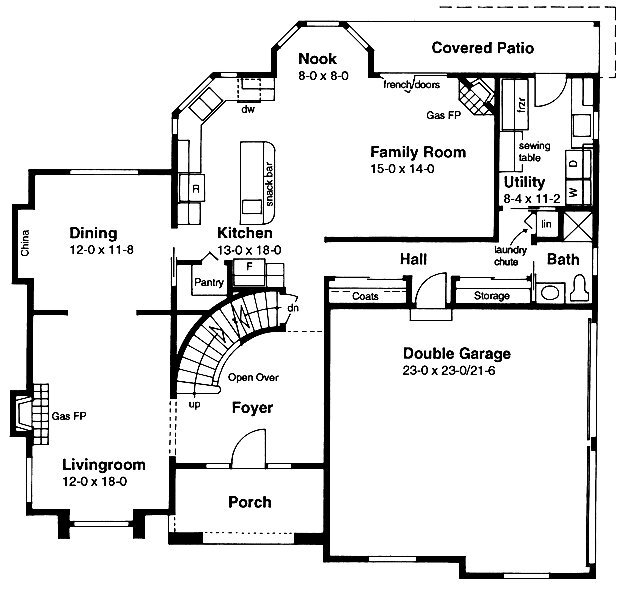 Covered Patio
Nook
8-0 x 8-0
french doors
dw
frzr
Gas FP
sewing
table
Family Room
15-0 x 14-0
D
W
Utility
8-4 x 11-2
R
snack bar
lin
China
Dining
12-0 x 11-8
Kitchen
13-0 x 18-0
laundry
chute
Hall
Bath
F
Pantry
Coats
Storage
dn
Double Garage
23-0 x 23-0/21-6
Open Over
up
Foyer
Gas FP
Livingroom
12-0 x 18-0
Porch